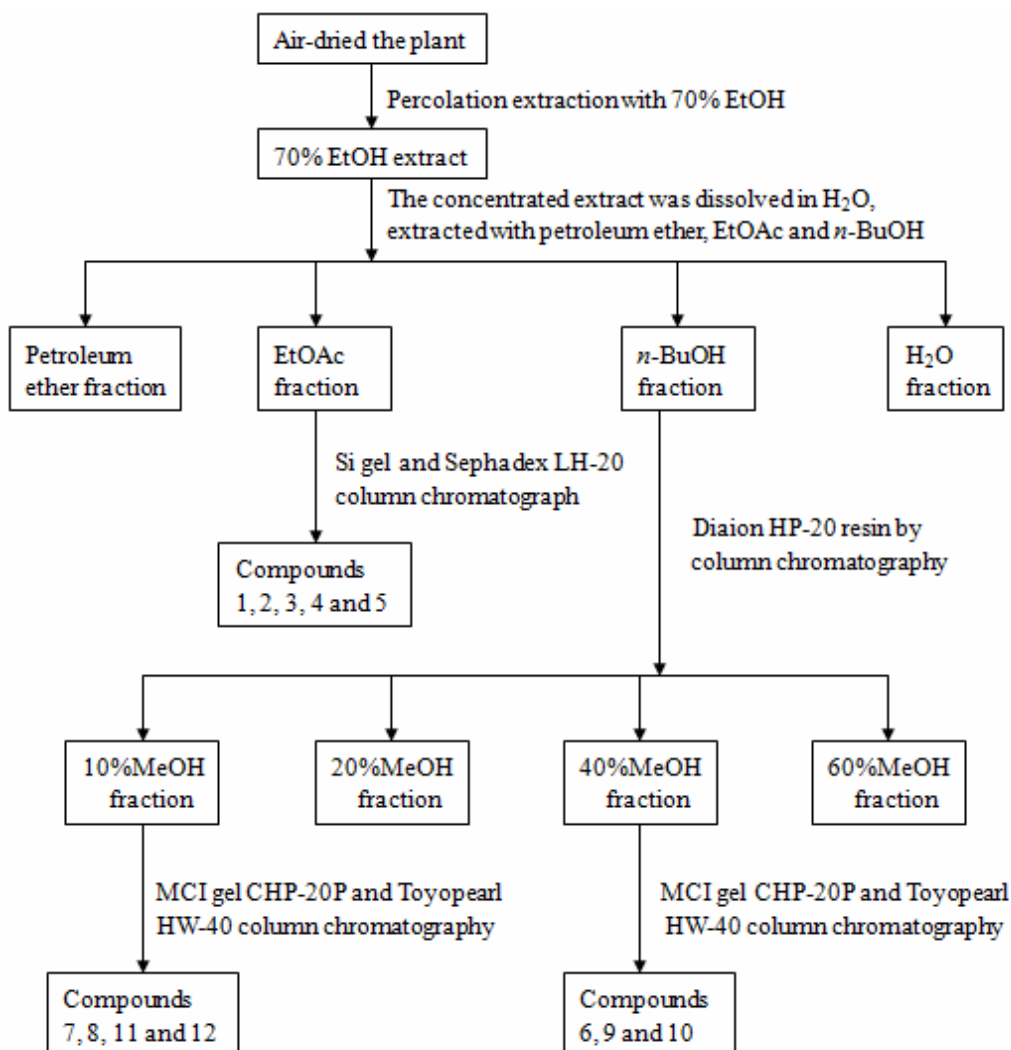 Air-dried the plant
Percolation extraction with 70% EtOH
70% EtOH extract
The concentrated extract was dissolved in H₂O,
extracted with petroleum ether, EtOAc and n-BuOH
Petroleum
ether fraction
EtOAc
fraction
n-BuOH
fraction
H₂O
fraction
Si gel and Sephadex LH-20
column chromatograph
Diaion HP-20 resin by
column chromatography
Compounds
1, 2, 3, 4 and 5
10%MeOH
fraction
20%MeOH
fraction
40%MeOH
fraction
60%MeOH
fraction
MCI gel CHP-20P and Toyopearl
HW-40 column chromatography
MCI gel CHP-20P and Toyopearl
HW-40 column chromatography
Compounds
7, 8, 11 and 12
Compounds
6, 9 and 10